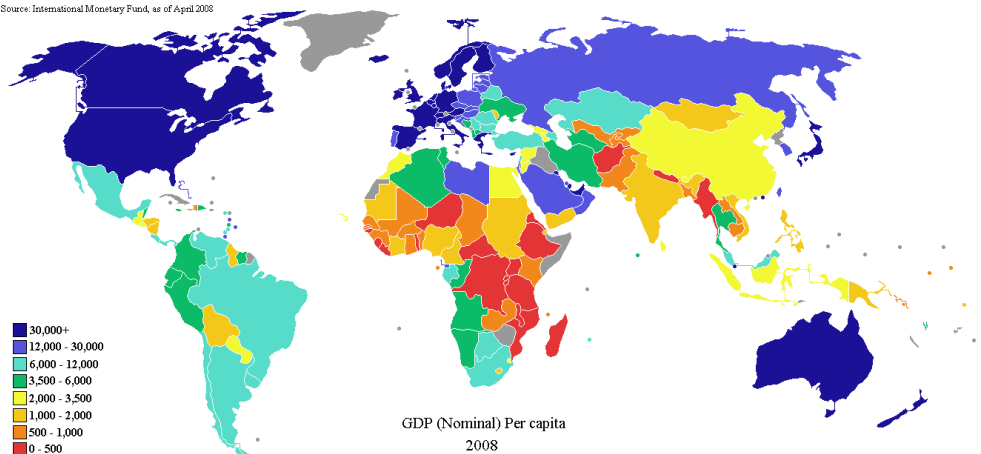 Source: International Monetary Fund, as of April 2008
30,000+
12,000 - 30,000
6,000 - 12,000
3,500 - 6,000
2,000 - 3,500
1,000 - 2,000
500 - 1,000
0 - 500
GDP (Nominal) Per capita
2008